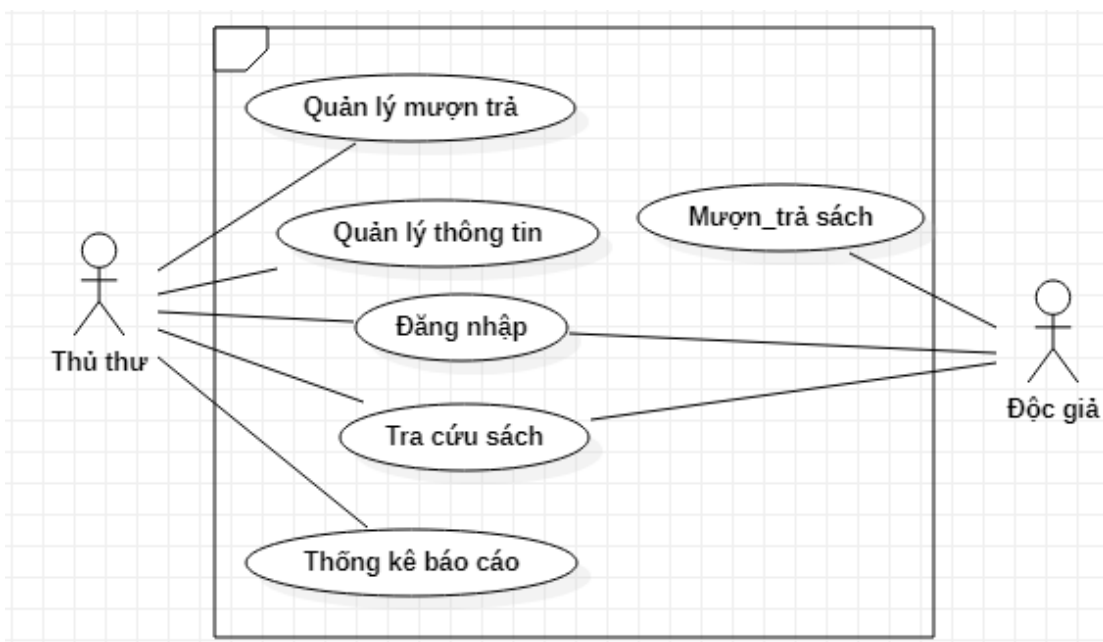 Quản lý mượn trả
Mượn_trả sách
Quản lý thông tin
Đăng nhập
Thủ thư
Độc giả
Tra cứu sách
Thống kê báo cáo